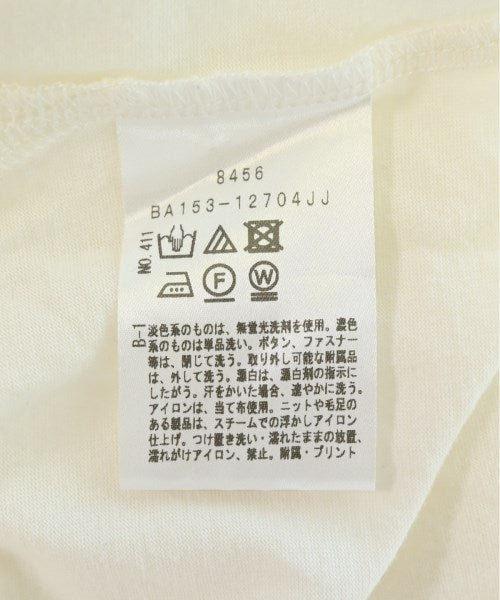 8456
BA153-12704JJ
NO.411
F W
B-1
淡色系のものは、無蛍光洗剤を使用。濃色
系のものは単品洗い。ボタン、ファスナー
等は、閉じて洗う。取り外し可能な附属品
は、外して洗う。漂白は、漂白剤の指示に
したがう。汗をかいた場合、速やかに洗う。
アイロンは、当て布使用。ニットや毛足の
ある製品は、スチームでの浮かしアイロン
仕上げ。つけ置き洗い・濡れたままの放置、
濡れがけアイロン、禁止。附属・プリント